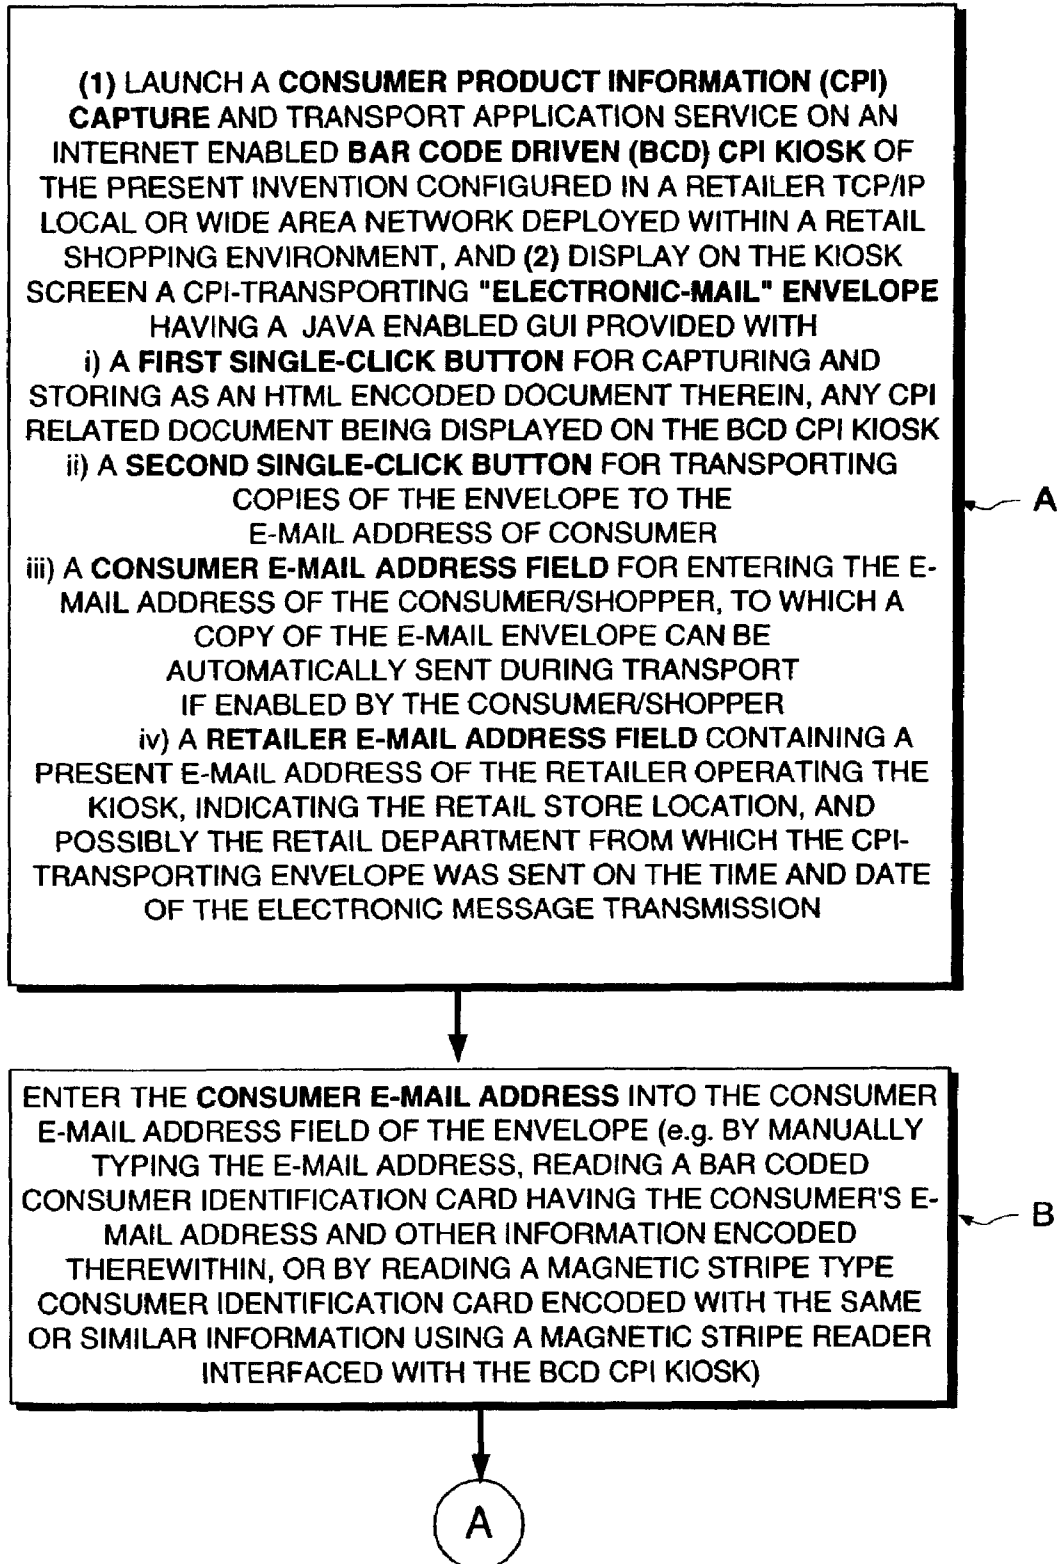 (1) LAUNCH A CONSUMER PRODUCT INFORMATION (CPI)
CAPTURE AND TRANSPORT APPLICATION SERVICE ON AN
INTERNET ENABLED BAR CODE DRIVEN (BCD) CPI KIOSK OF
THE PRESENT INVENTION CONFIGURED IN A RETAILER TCP/IP
LOCAL OR WIDE AREA NETWORK DEPLOYED WITHIN A RETAIL
SHOPPING ENVIRONMENT, AND (2) DISPLAY ON THE KIOSK
SCREEN A CPI-TRANSPORTING "ELECTRONIC-MAIL" ENVELOPE
HAVING A JAVA ENABLED GUI PROVIDED WITH
i) A FIRST SINGLE-CLICK BUTTON FOR CAPTURING AND
STORING AS AN HTML ENCODED DOCUMENT THEREIN, ANY CPI
RELATED DOCUMENT BEING DISPLAYED ON THE BCD CPI KIOSK
ii) A SECOND SINGLE-CLICK BUTTON FOR TRANSPORTING
COPIES OF THE ENVELOPE TO THE
E-MAIL ADDRESS OF CONSUMER
iii) A CONSUMER E-MAIL ADDRESS FIELD FOR ENTERING THE E-
MAIL ADDRESS OF THE CONSUMER/SHOPPER, TO WHICH A
COPY OF THE E-MAIL ENVELOPE CAN BE
AUTOMATICALLY SENT DURING TRANSPORT
IF ENABLED BY THE CONSUMER/SHOPPER
iv) A RETAILER E-MAIL ADDRESS FIELD CONTAINING A
PRESENT E-MAIL ADDRESS OF THE RETAILER OPERATING THE
KIOSK, INDICATING THE RETAIL STORE LOCATION, AND
POSSIBLY THE RETAIL DEPARTMENT FROM WHICH THE CPI-
TRANSPORTING ENVELOPE WAS SENT ON THE TIME AND DATE
OF THE ELECTRONIC MESSAGE TRANSMISSION
A
ENTER THE CONSUMER E-MAIL ADDRESS INTO THE CONSUMER
E-MAIL ADDRESS FIELD OF THE ENVELOPE (e.g. BY MANUALLY
TYPING THE E-MAIL ADDRESS, READING A BAR CODED
CONSUMER IDENTIFICATION CARD HAVING THE CONSUMER'S E-
MAIL ADDRESS AND OTHER INFORMATION ENCODED
THEREWITHIN, OR BY READING A MAGNETIC STRIPE TYPE
CONSUMER IDENTIFICATION CARD ENCODED WITH THE SAME
OR SIMILAR INFORMATION USING A MAGNETIC STRIPE READER
INTERFACED WITH THE BCD CPI KIOSK)
B
A